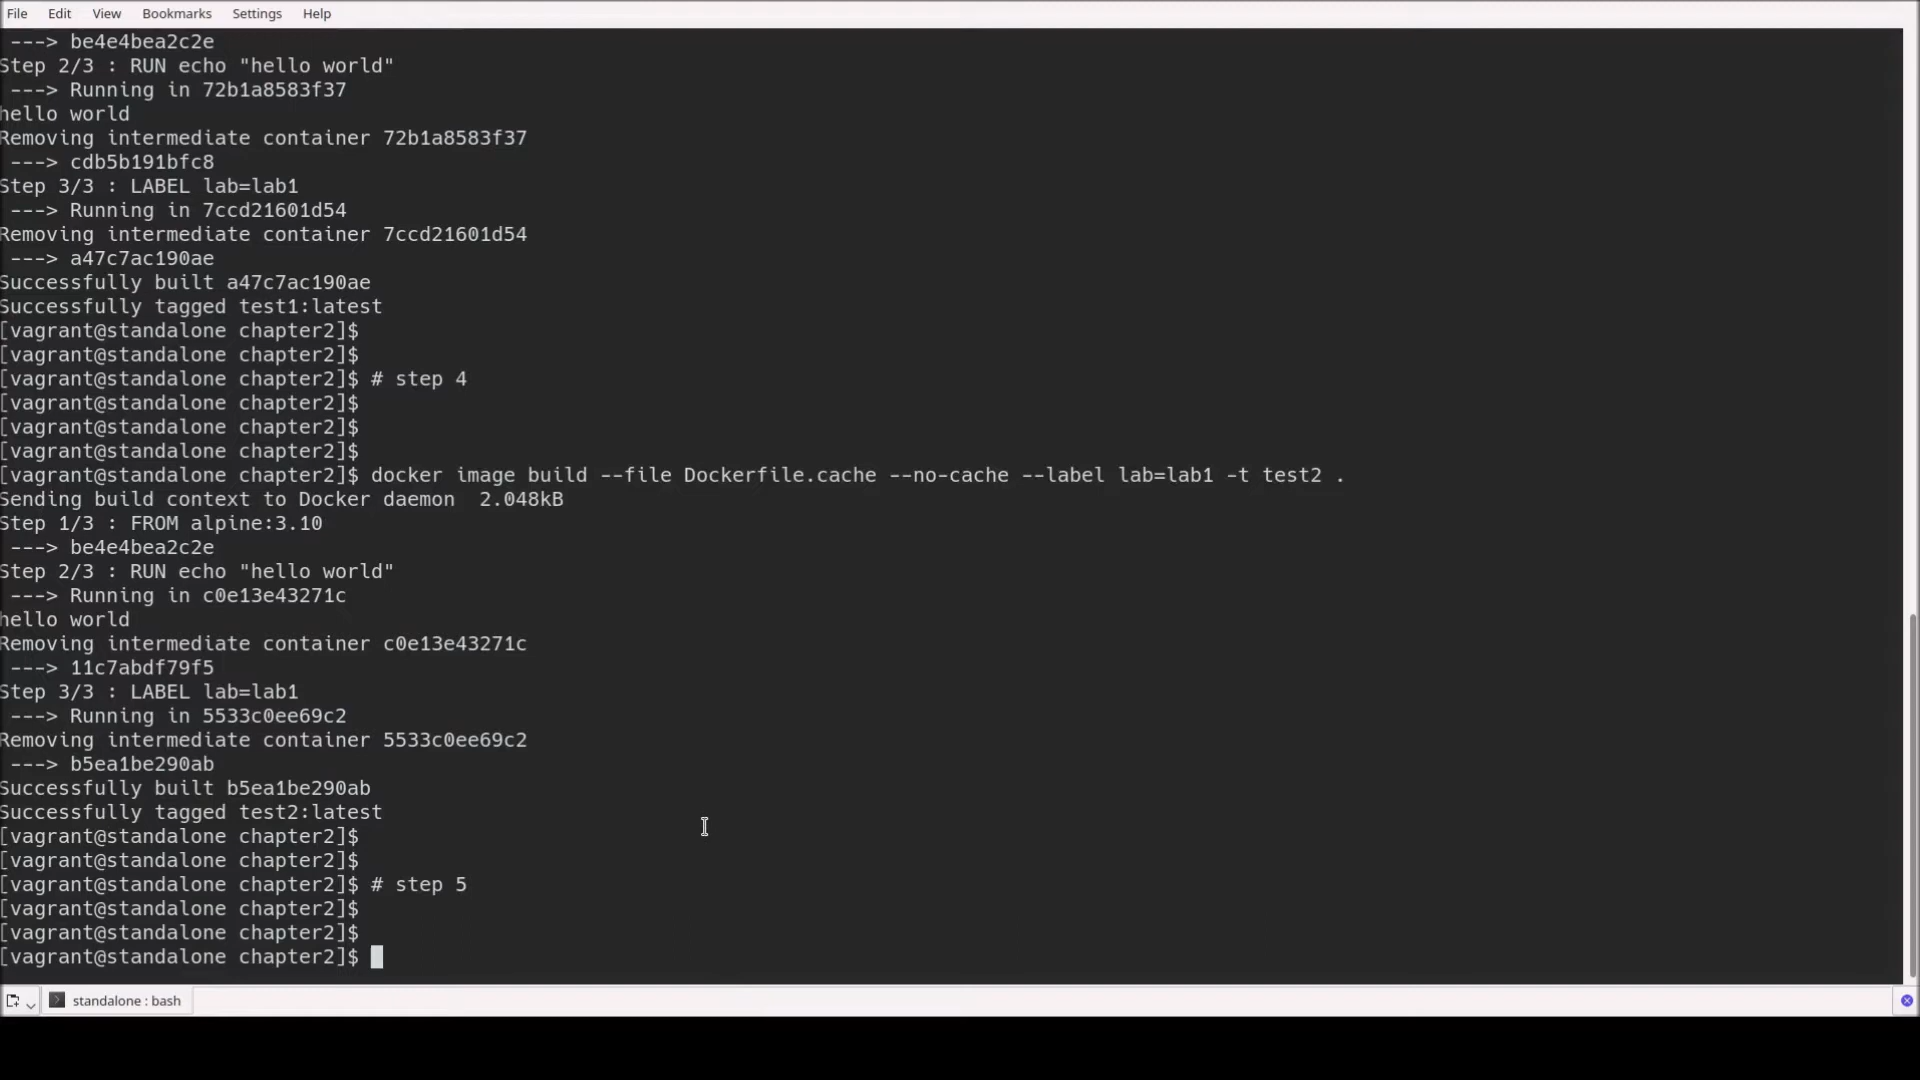 File Edit View Bookmarks Settings Help
---> be4e4bea2c2e
Step 2/3 : RUN echo "hello world"
---> Running in 72b1a8583f37
hello world
Removing intermediate container 72b1a8583f37
---> cdb5b191bfc8
Step 3/3 : LABEL lab=lab1
---> Running in 7ccd21601d54
Removing intermediate container 7ccd21601d54
---> a47c7ac190ae
Successfully built a47c7ac190ae
Successfully tagged test1:latest
[vagrant@standalone chapter2]$
[vagrant@standalone chapter2]$
[vagrant@standalone chapter2]$ # step 4
[vagrant@standalone chapter2]$
[vagrant@standalone chapter2]$
[vagrant@standalone chapter2]$
[vagrant@standalone chapter2]$ docker image build --file Dockerfile.cache --no-cache --label lab=lab1 -t test2 .
Sending build context to Docker daemon  2.048kB
Step 1/3 : FROM alpine:3.10
---> be4e4bea2c2e
Step 2/3 : RUN echo "hello world"
---> Running in c0e13e43271c
hello world
Removing intermediate container c0e13e43271c
---> 11c7abdf79f5
Step 3/3 : LABEL lab=lab1
---> Running in 5533c0ee69c2
Removing intermediate container 5533c0ee69c2
---> b5ea1be290ab
Successfully built b5ea1be290ab
Successfully tagged test2:latest
[vagrant@standalone chapter2]$
[vagrant@standalone chapter2]$
[vagrant@standalone chapter2]$ # step 5
[vagrant@standalone chapter2]$
[vagrant@standalone chapter2]$
[vagrant@standalone chapter2]$
standalone : bash